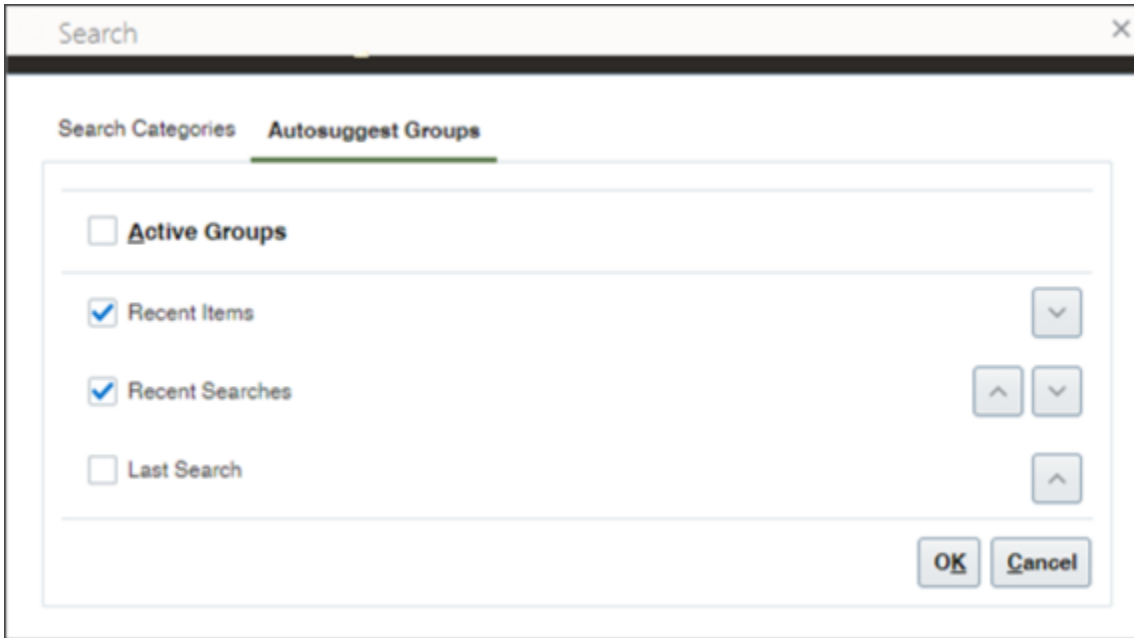 Search
Search Categories Autosuggest Groups
Active Groups
Recent Items
Recent Searches
Last Search
OK Cancel